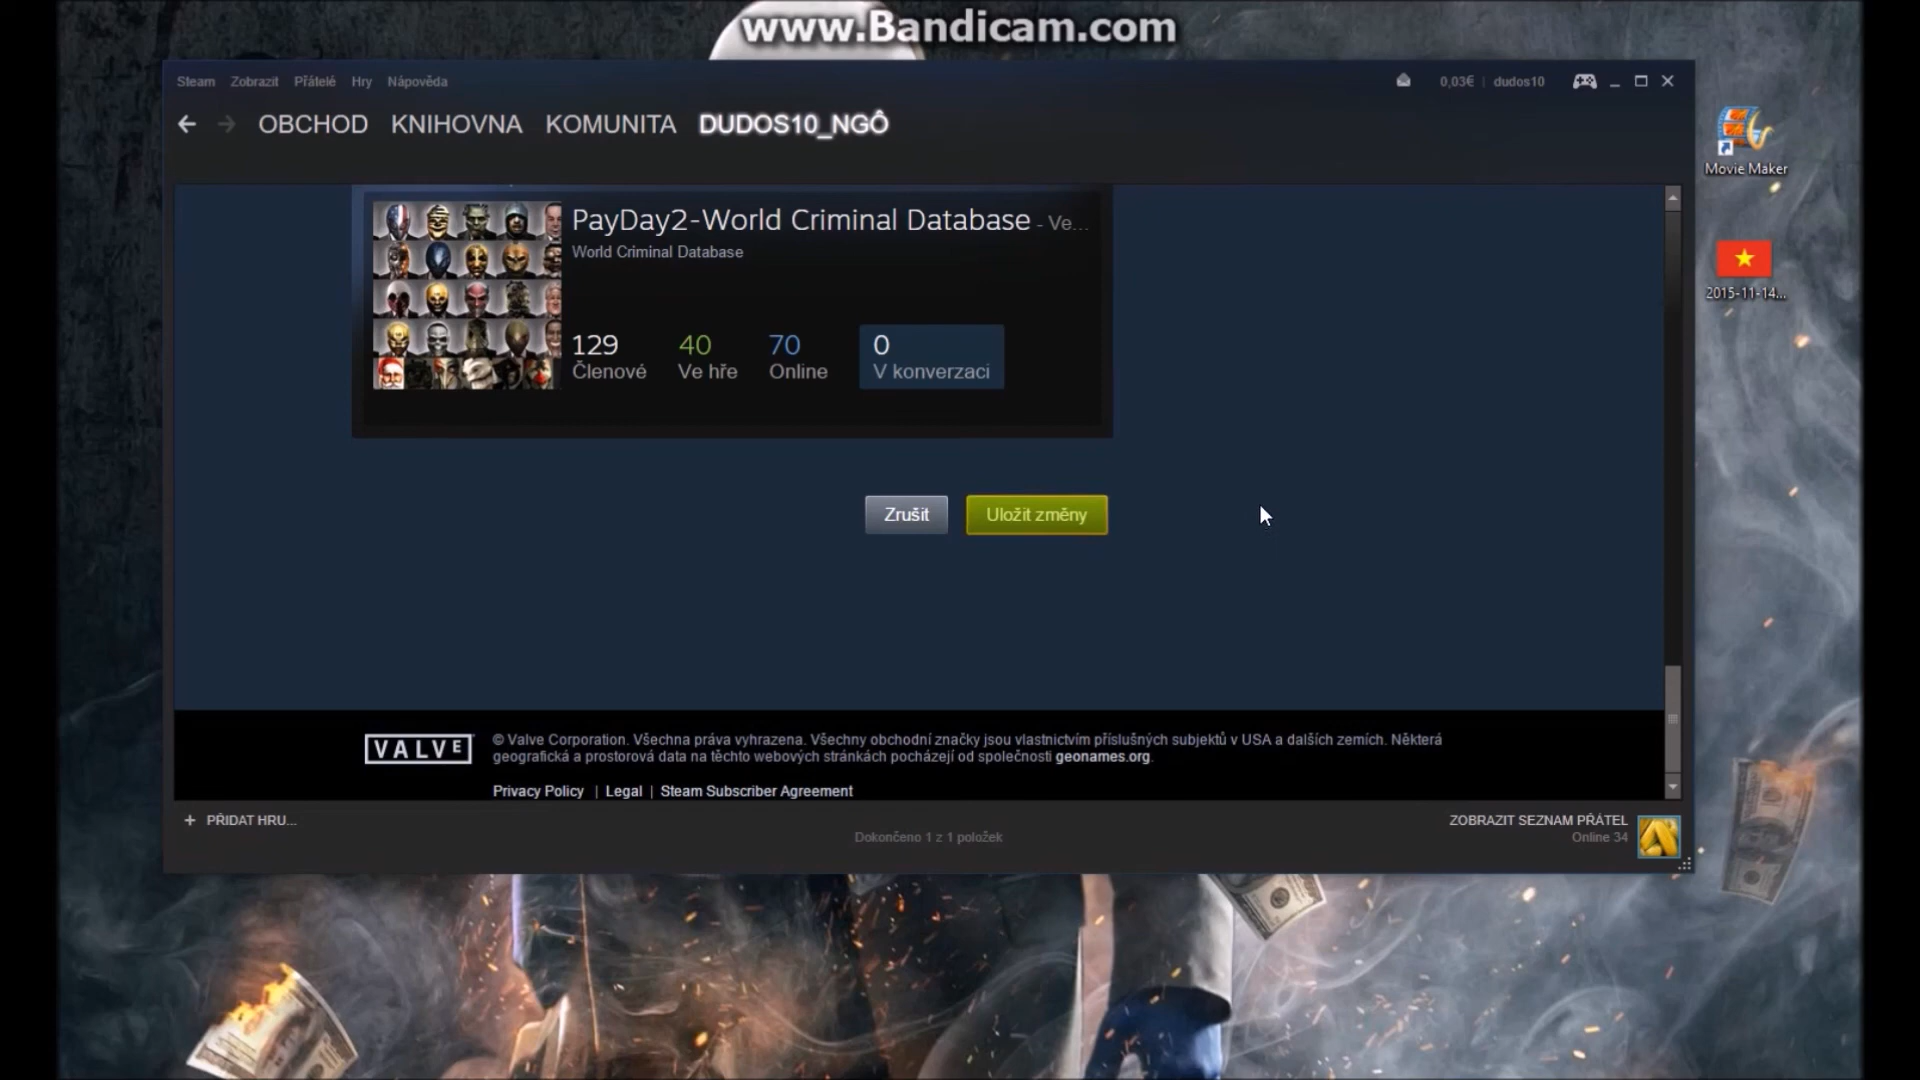 www.Bandicam.com
Steam Zobrazit Přátelé Hry Nápověda
0,03€ | dudos10
OBCHOD KNIHOVNA KOMUNITA DUDOS10_NGÔ
Movie Maker
2015-11-14...
PayDay2-World Criminal Database - Ve...
World Criminal Database
129 40 70 0
Členové Ve hře Online V konverzaci
Zrušit Uložit změny
VALVE
© Valve Corporation. Všechna práva vyhrazena. Všechny obchodní značky jsou vlastnictvím příslušných subjektů v USA a dalších zemích. Některá
geografická a prostorová data na těchto webových stránkách pocházejí od společnosti geonames.org.
Privacy Policy | Legal | Steam Subscriber Agreement
+ PŘIDAT HRU...
Dokončeno 1 z 1 položek
ZOBRAZIT SEZNAM PŘÁTEL
Online 34